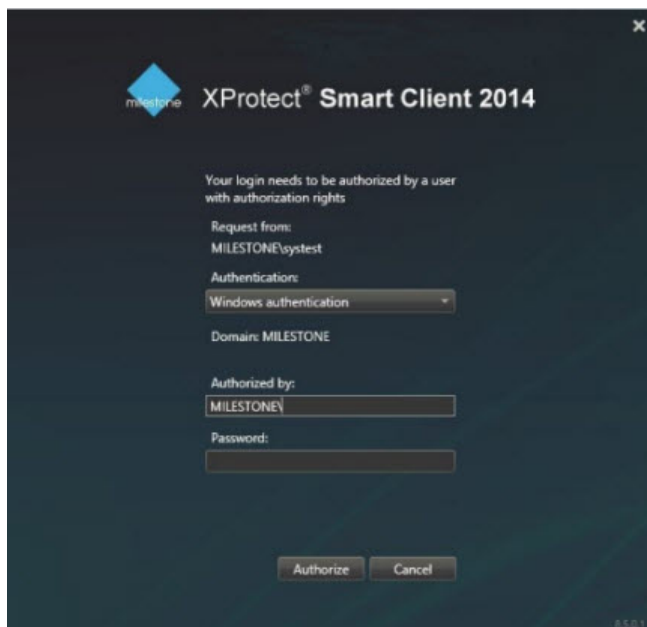 milestone
XProtect® Smart Client 2014
Your login needs to be authorized by a user
with authorization rights
Request from:
MILESTONE\systest
Authentication:
Windows authentication
Domain: MILESTONE
Authorized by:
MILESTONE\
Password:
Authorize Cancel